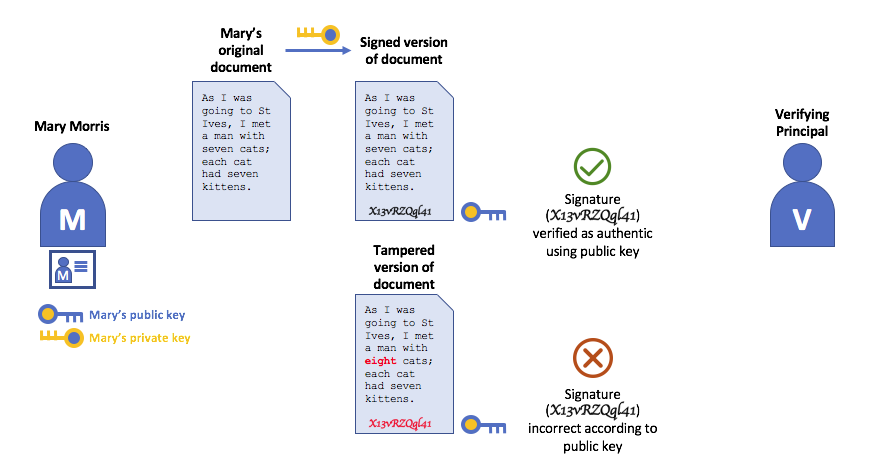 Mary's
original
document
Signed version
of document
As I was
going to St
Ives, I met
a man with
seven cats;
each cat
had seven
kittens.
As I was
going to St
Ives, I met
a man with
seven cats;
each cat
had seven
kittens.
X13vRZQgl41
Mary Morris
M
M
Mary's public key
Mary's private key
Signature
(X13vRZQgl41)
verified as authentic
using public key
Verifying
Principal
V
Tampered
version of
document
As I was
going to St
Ives, I met
a man with
eight cats;
each cat
had seven
kittens.
X13vRZQgl41
Signature
(X13vRZQgl41)
incorrect according to
public key